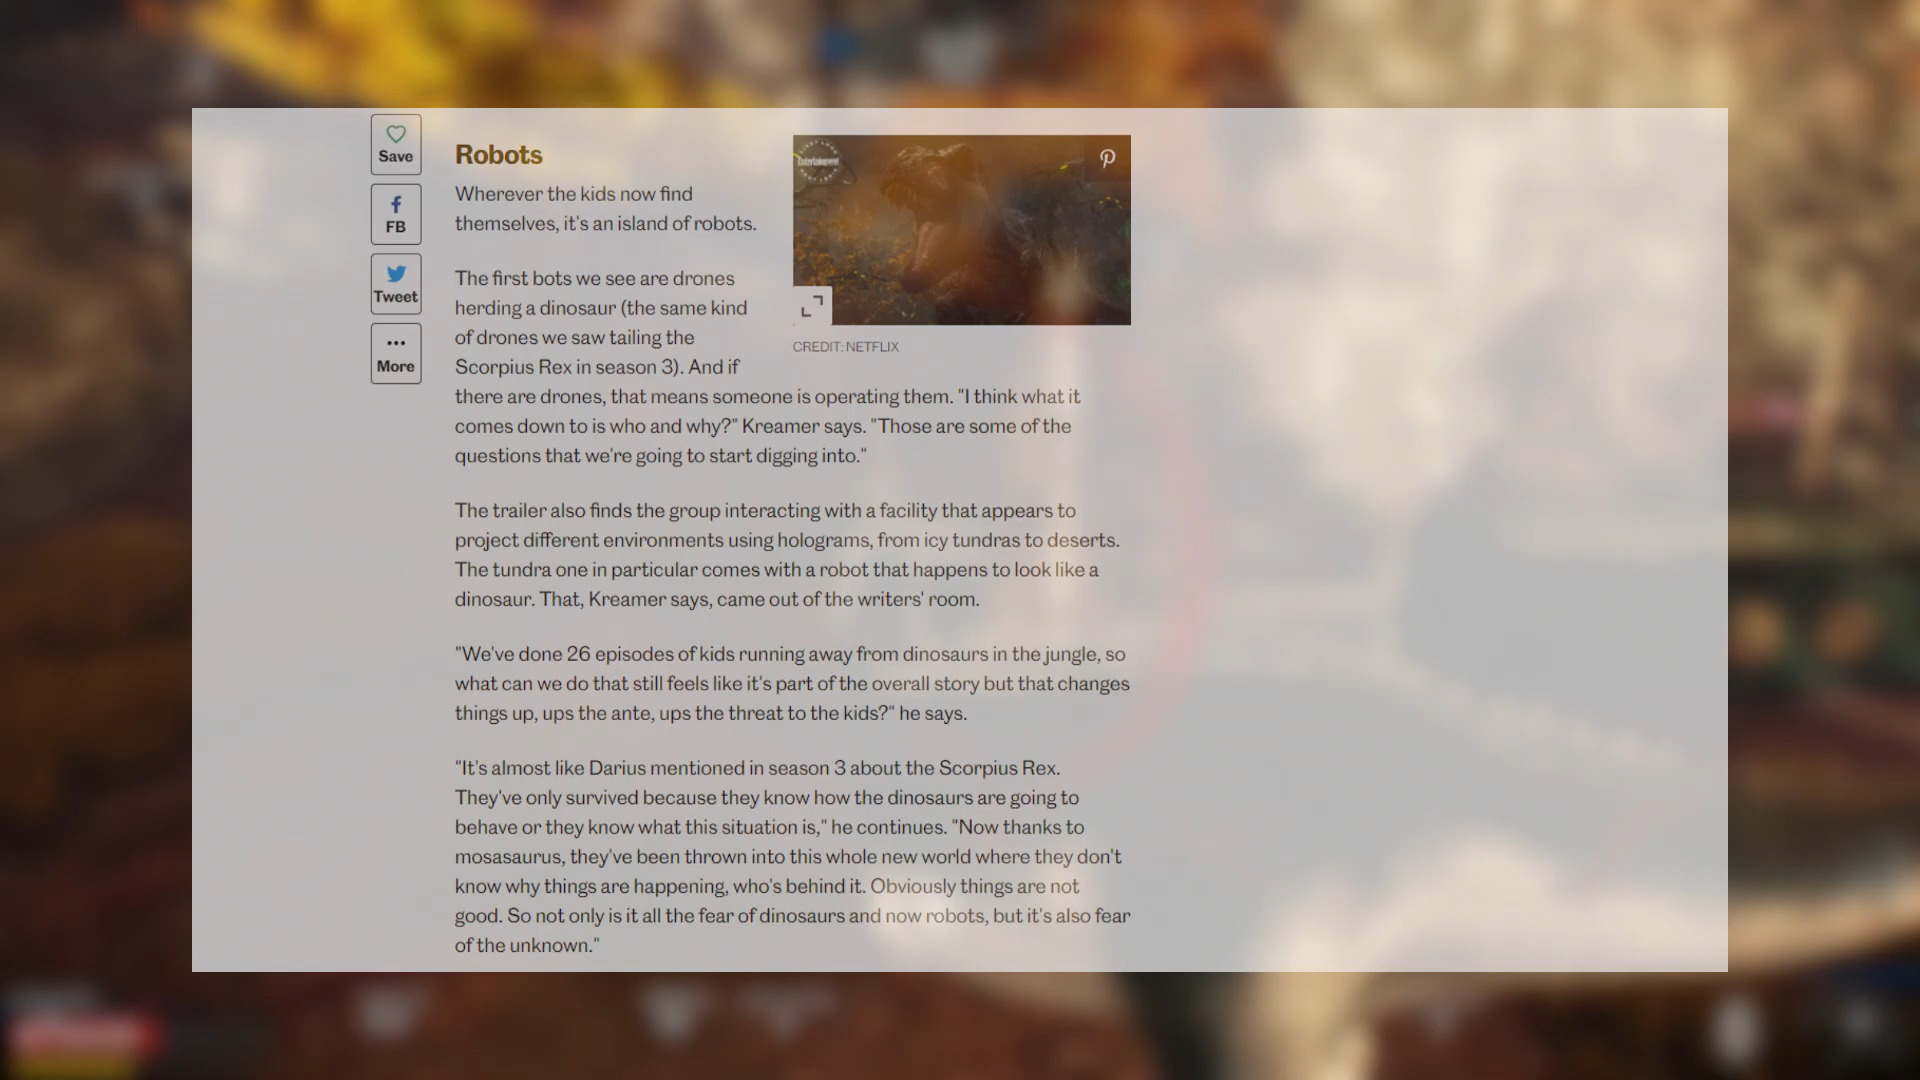 Save
FB
Tweet
More
Robots
Wherever the kids now find
themselves, it's an island of robots.
The first bots we see are drones
herding a dinosaur (the same kind
of drones we saw tailing the
Scorpius Rex in season 3). And if
there are drones, that means someone is operating them. "I think what it
comes down to is who and why?" Kreamer says. "Those are some of the
questions that we're going to start digging into."
Entertainment
CREDIT: NETFLIX
The trailer also finds the group interacting with a facility that appears to
project different environments using holograms, from icy tundras to deserts.
The tundra one in particular comes with a robot that happens to look like a
dinosaur. That, Kreamer says, came out of the writers' room.
"We've done 26 episodes of kids running away from dinosaurs in the jungle, so
what can we do that still feels like it's part of the overall story but that changes
things up, ups the ante, ups the threat to the kids?" he says.
"It's almost like Darius mentioned in season 3 about the Scorpius Rex.
They've only survived because they know how the dinosaurs are going to
behave or they know what this situation is," he continues. "Now thanks to
mosasaurus, they've been thrown into this whole new world where they don't
know why things are happening, who's behind it. Obviously things are not
good. So not only is it all the fear of dinosaurs and now robots, but it's also fear
of the unknown."